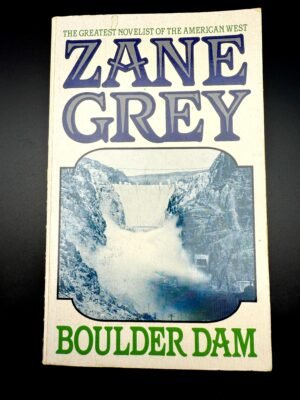 THE GREATEST NOVELIST OF THE AMERICAN WEST
ZANE
GREY
BOULDER DAM